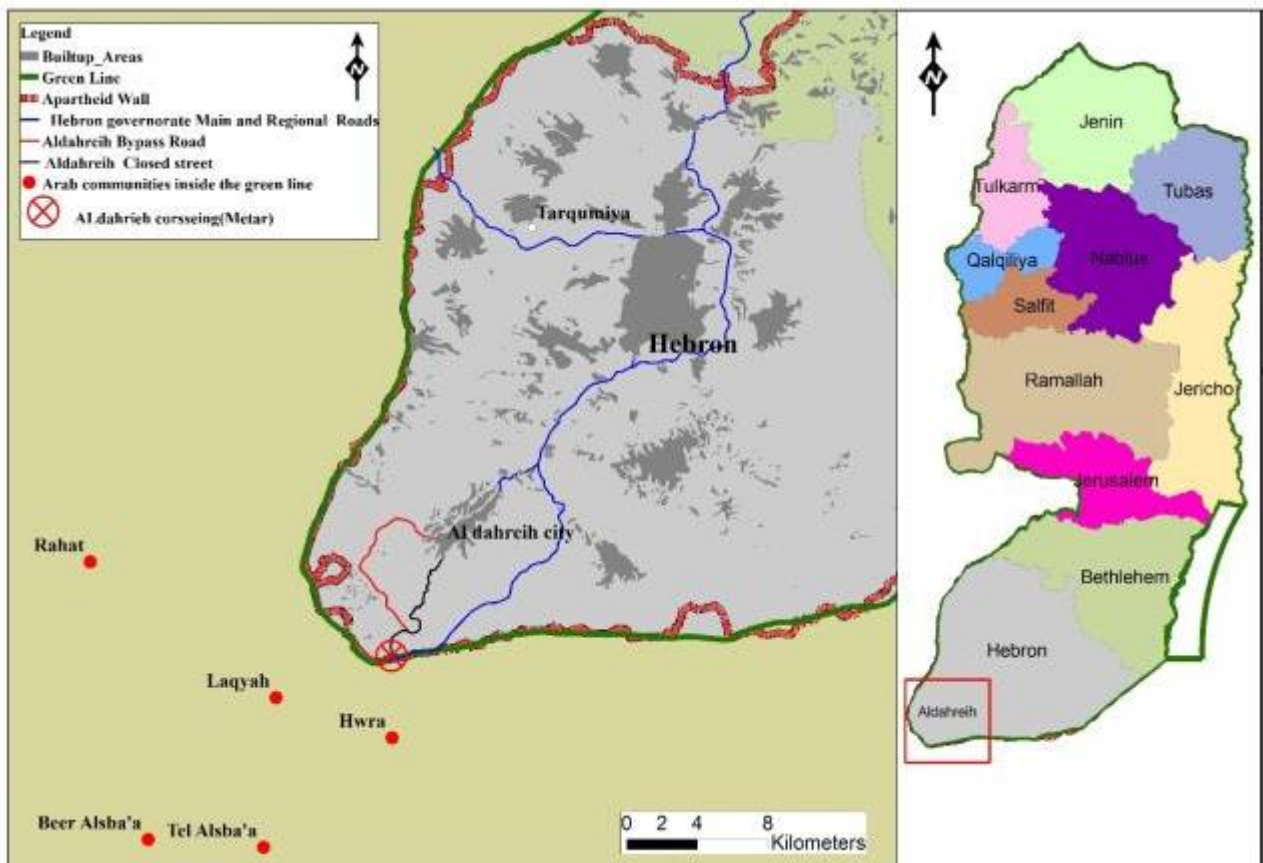 Legend
N
Builtup_Areas
Green Line
Apartheid Wall
Hebron governorate Main and Regional Roads
Aldahreih Bypass Road
Aldahreih Closed street
Arab communities inside the green line
ALdahrieh corsseing(Metar)
Tarqumiya
Hebron
AL dahreih city
Rahat
Laqyah
Hwra
Beer Alsba'a
Tel Alsba'a
0 2 4 8
Kilometers
N
Jenin
Tulkarm
Tubas
Qalqiliya
Nablus
Salfit
Ramallah
Jericho
Jerusalem
Bethlehem
Hebron
Aldahreih